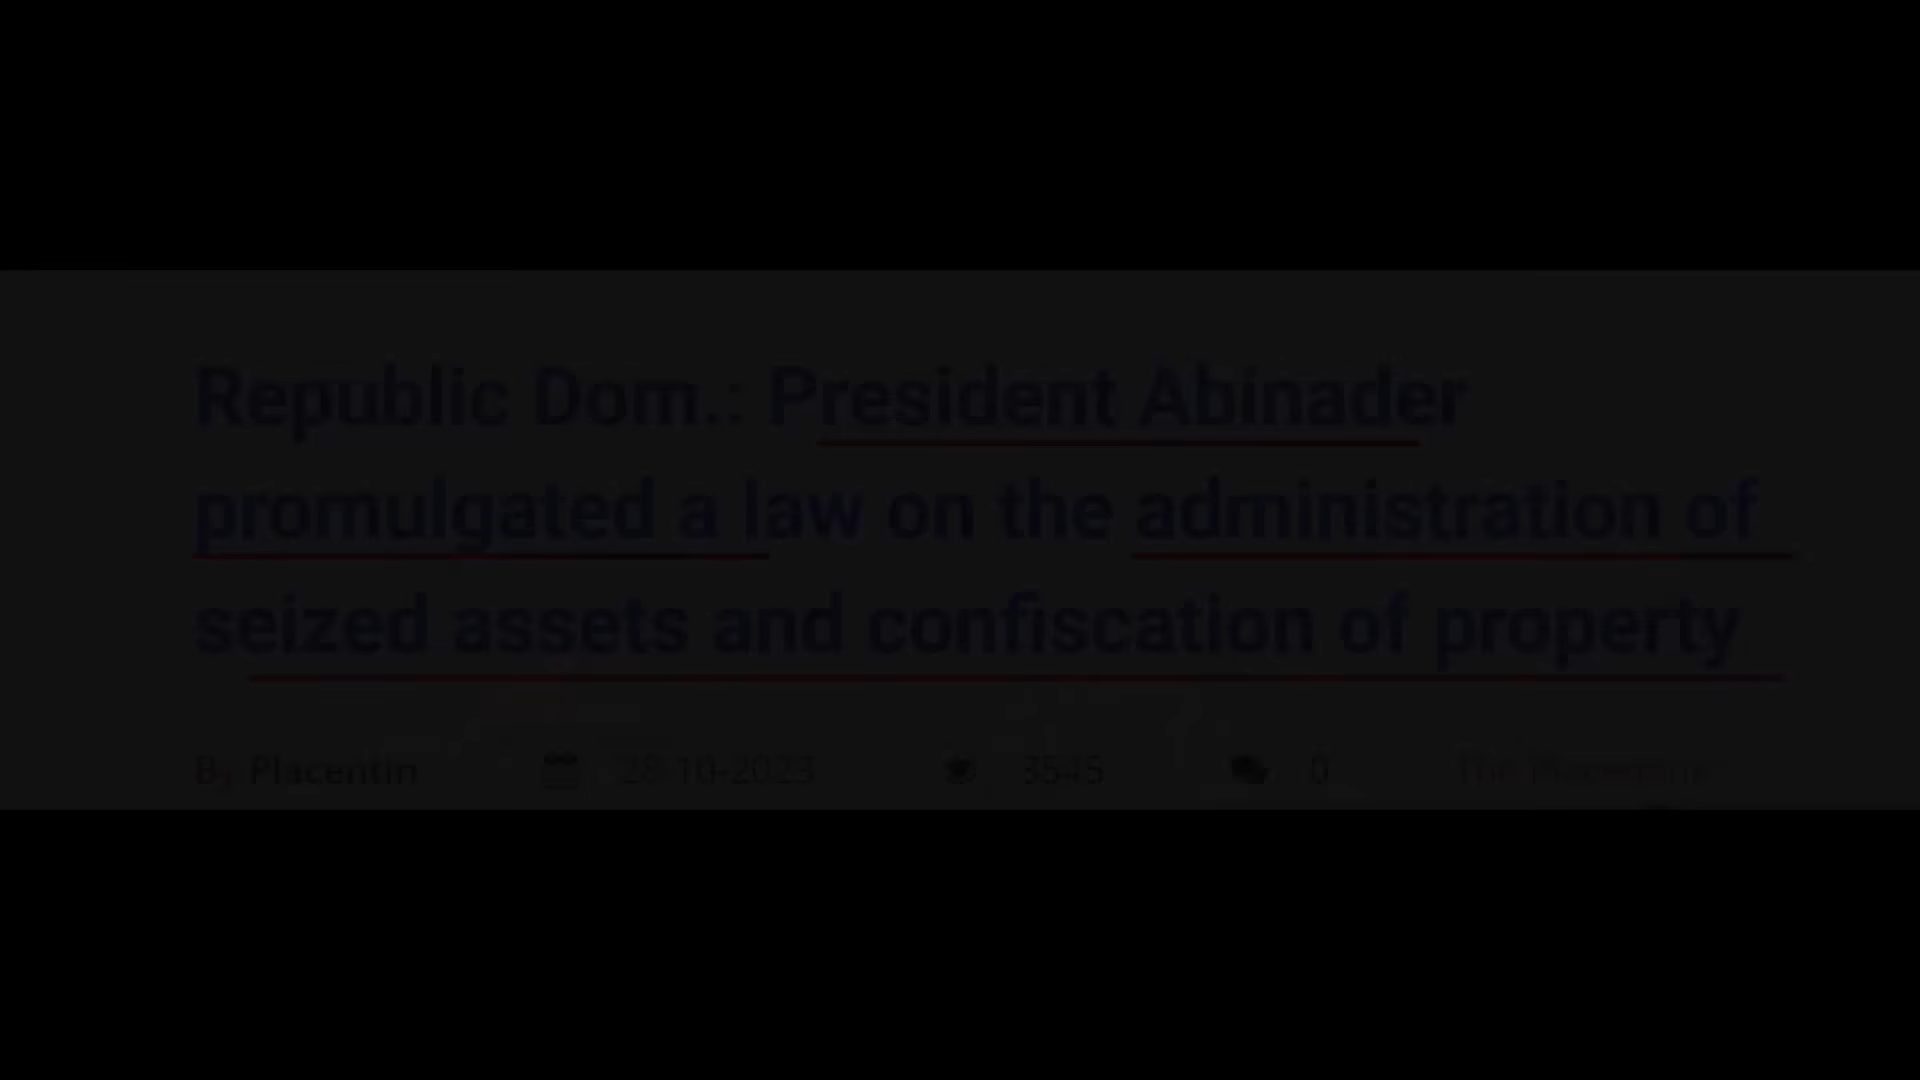 Republic Dom.: President Abinader
promulgated a law on the administration of
seized assets and confiscation of property
By Placentin 28-10-2023 3545 0 The